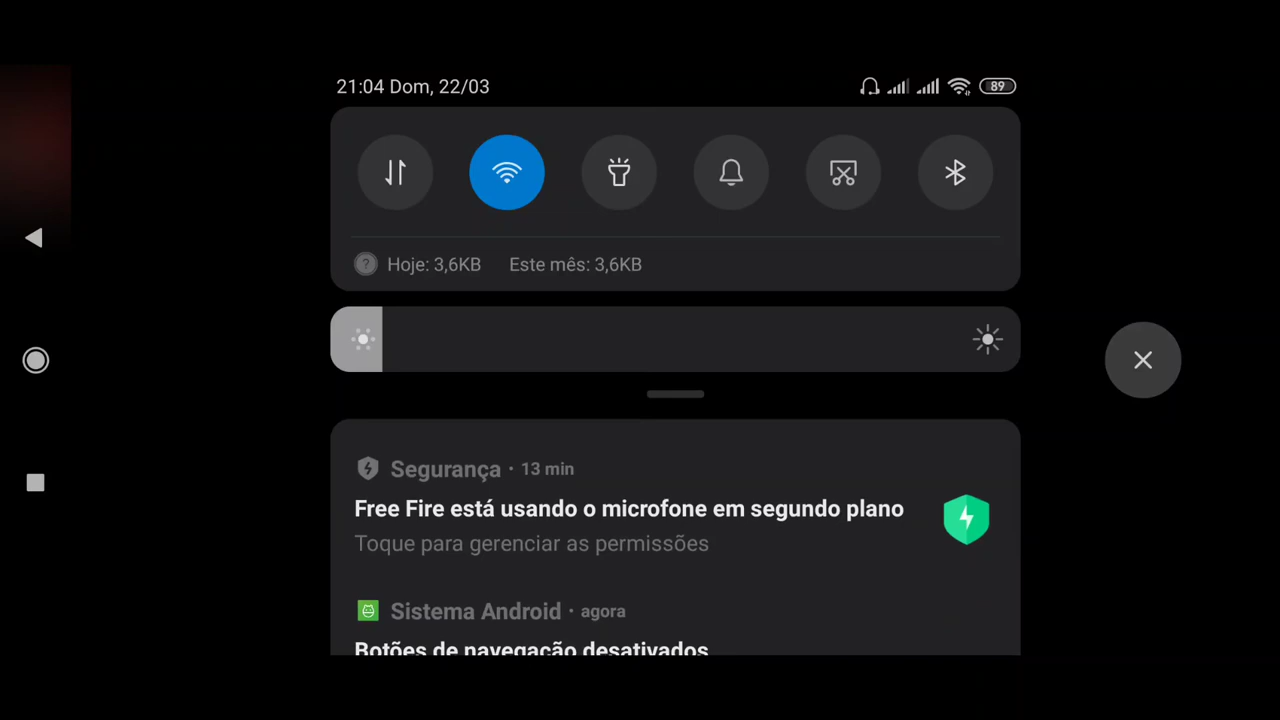 21:04 Dom, 22/03
89
Hoje: 3,6KB Este mês: 3,6KB
Segurança · 13 min
Free Fire está usando o microfone em segundo plano
Toque para gerenciar as permissões
Sistema Android · agora
Botões de navegação desativados